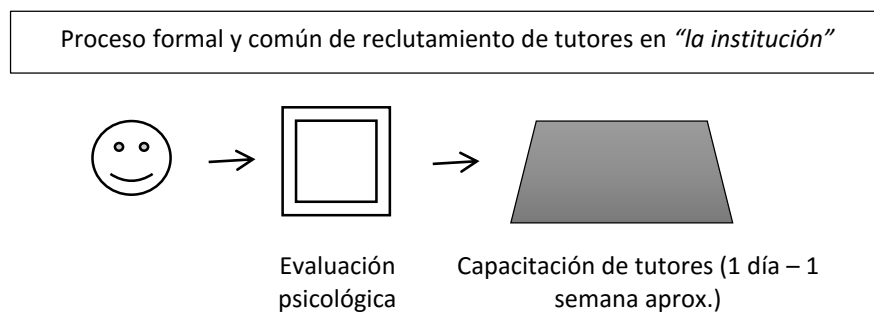 Proceso formal y común de reclutamiento de tutores en “la institución”
Evaluación
psicológica
Capacitación de tutores (1 día – 1
semana aprox.)